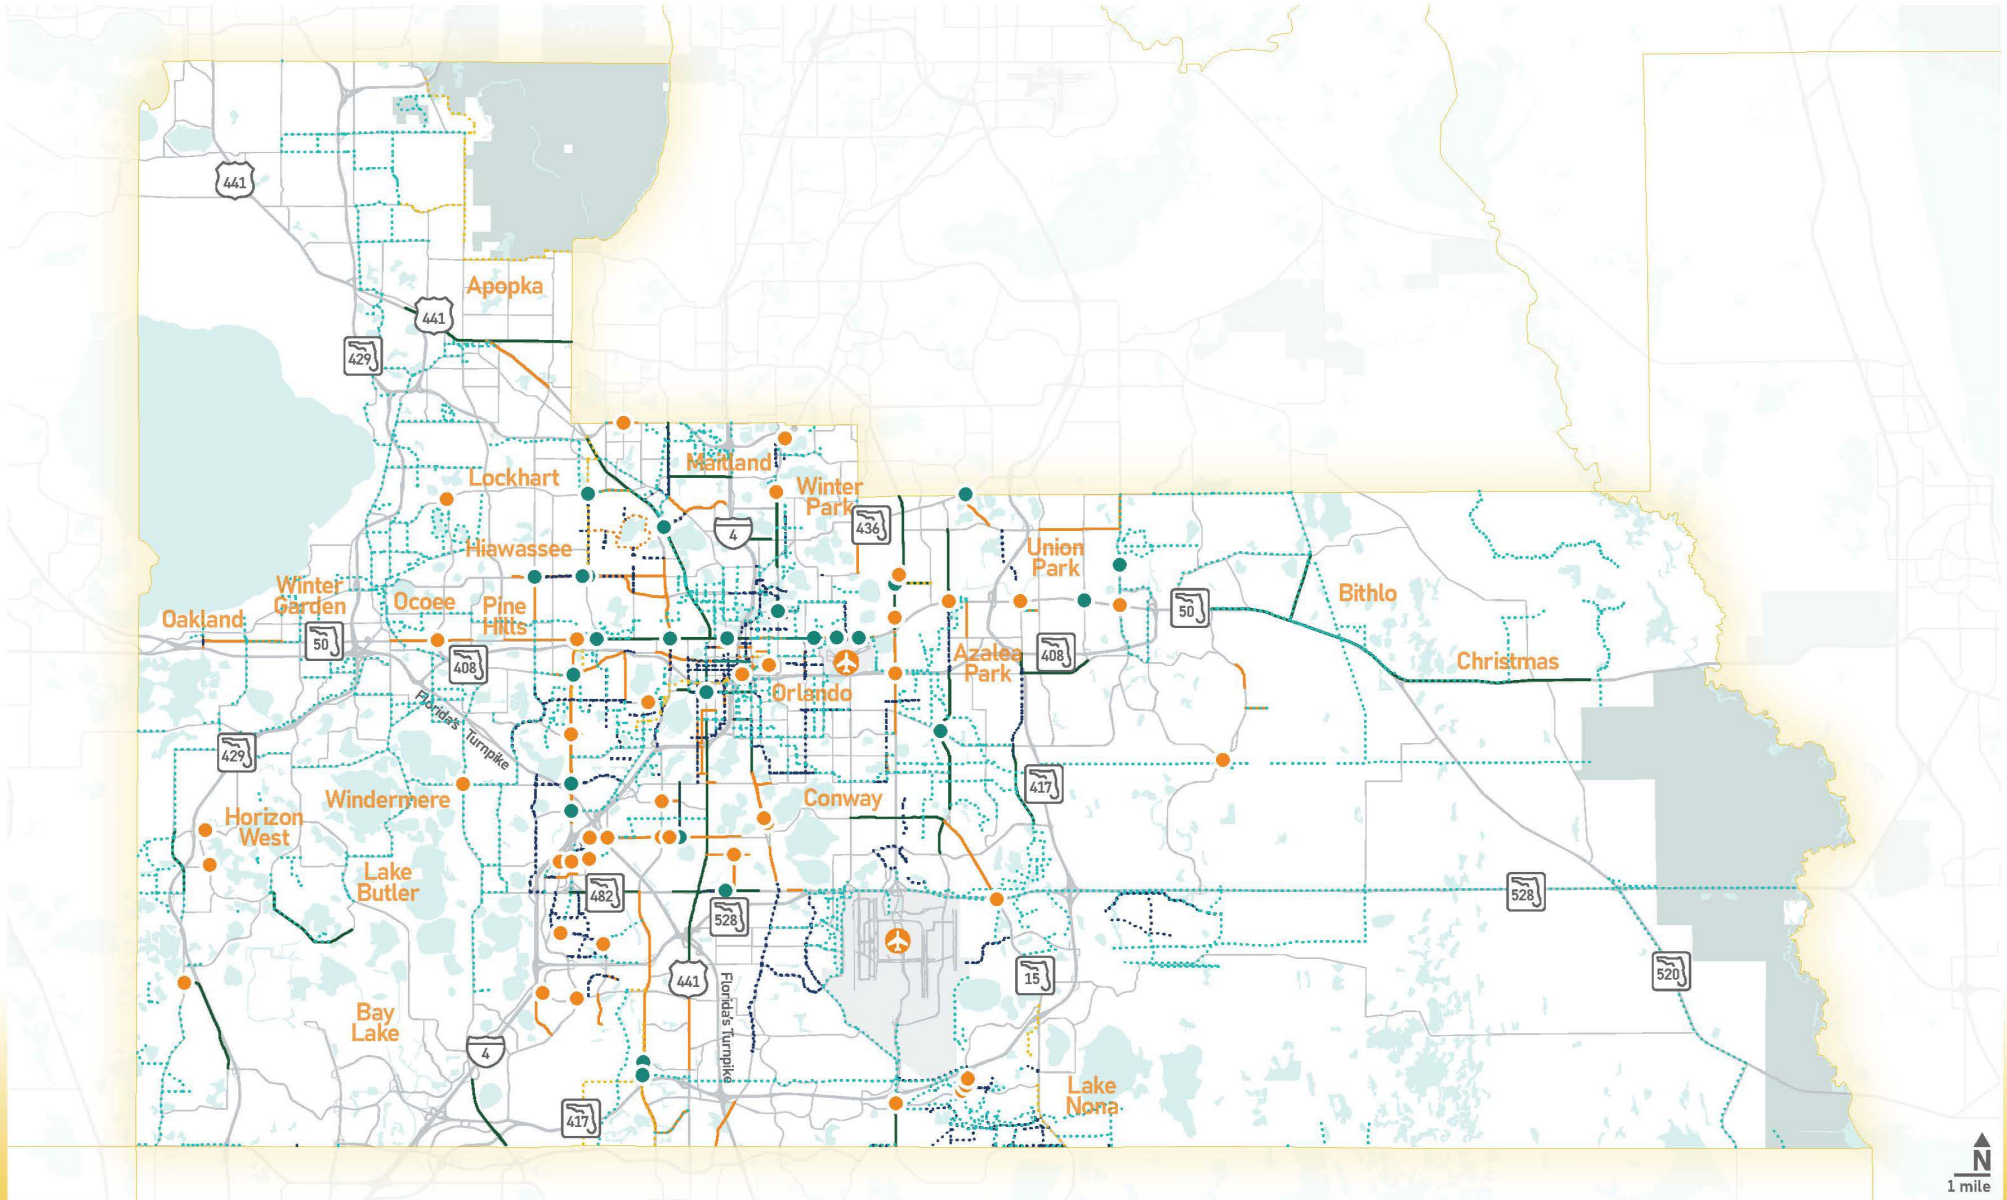 441
Apopka
441
429
Maitland
Lockhart
Winter
Park
436
4
Hiawassee
Union
Park
Winter
Garden
Ocoee
Pine
Hills
Bithlo
Oakland
50
50
408
Azalea
Park
408
Christmas
Orlando
Florida's Turnpike
429
417
Windermere
Conway
Horizon
West
Lake
Butler
482
528
528
441
15
520
Florida's Turnpike
Bay
Lake
4
Lake
Nona
417
N
1 mile